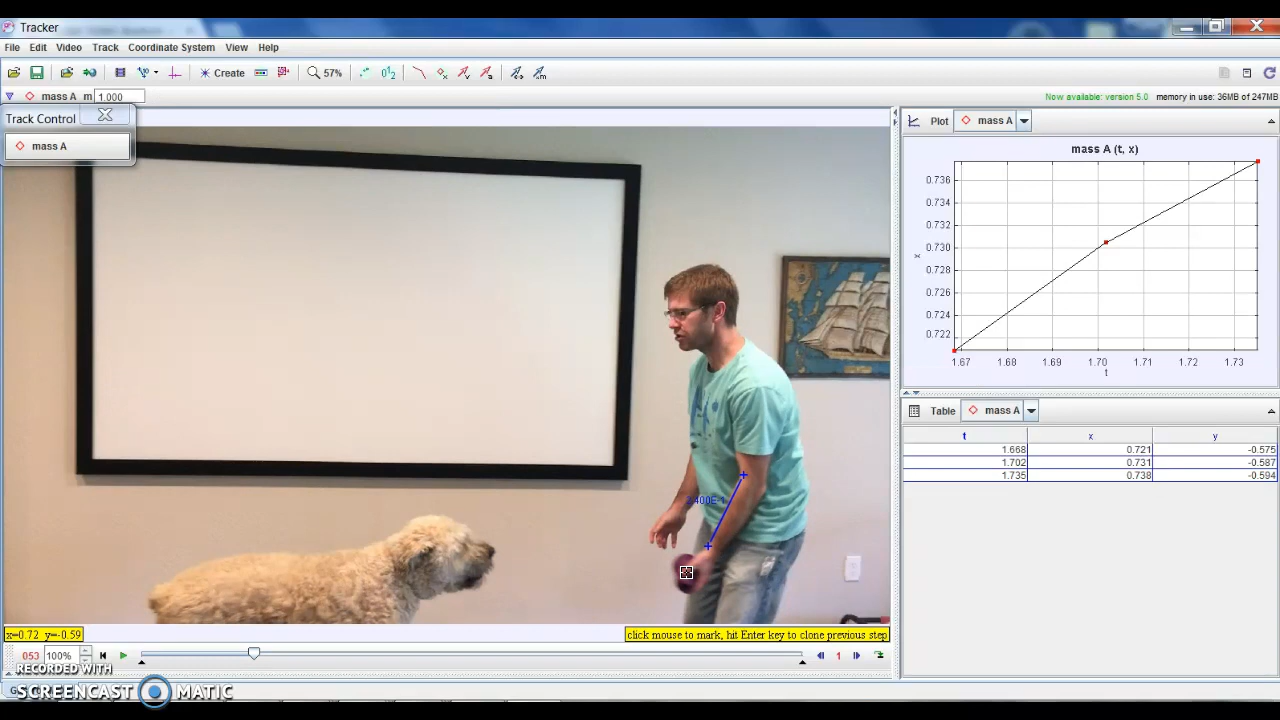 Tracker
File Edit Video Track Coordinate System View Help
Create 57%
mass A m 1.000
Now available: version 5.0 memory in use: 36MB of 247MB
Track Control
mass A
Plot mass A
mass A (t, x)
0.736
0.734
0.732
0.730
0.728
0.726
0.724
0.722
x
1.67 1.68 1.69 1.70 1.71 1.72 1.73
t
Table mass A
t x y
1.668 0.721 -0.575
1.702 0.731 -0.587
1.735 0.738 -0.594
x=0.72 y=-0.59
click mouse to mark, hit Enter key to clone previous step
053 100% 1
RECORDED WITH
SCREENCAST MATIC